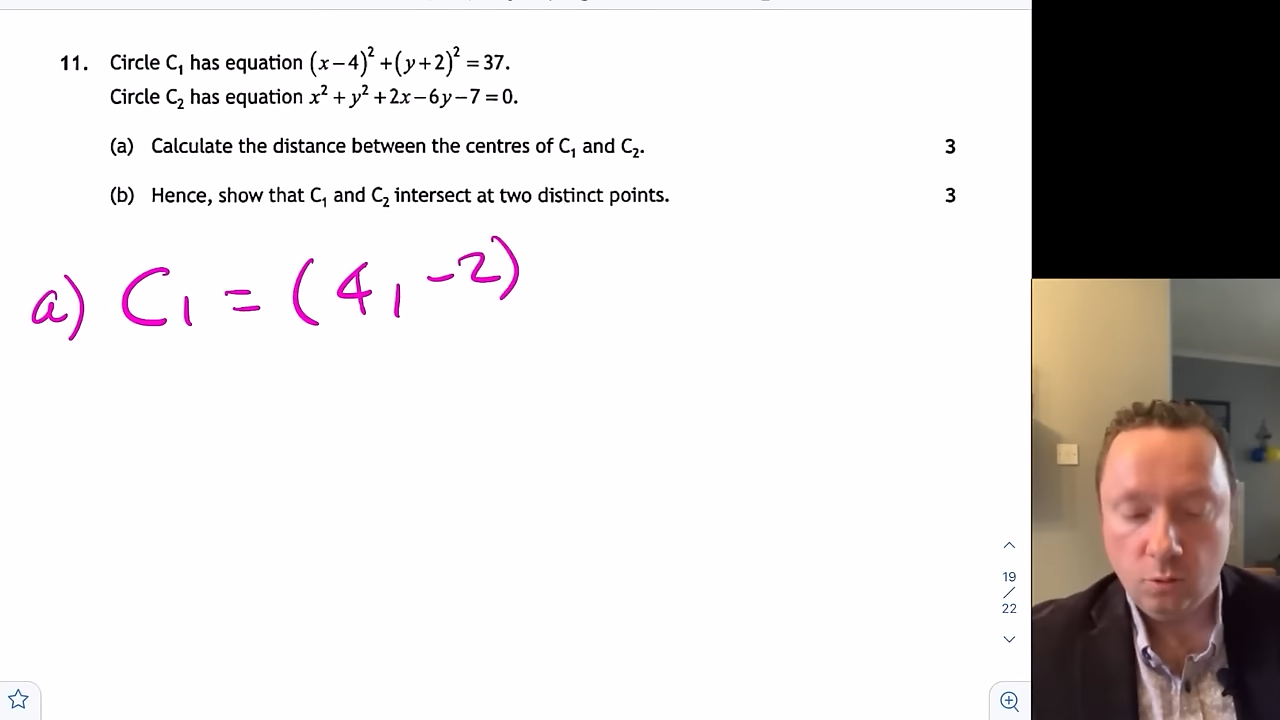 11. Circle C₁ has equation (x−4)² +(y+2)² = 37.
Circle C₂ has equation x² + y² +2x−6y−7 = 0.
(a) Calculate the distance between the centres of C₁ and C₂. 3
(b) Hence, show that C₁ and C₂ intersect at two distinct points. 3
a) C₁ = (4, -2)
19
/
22